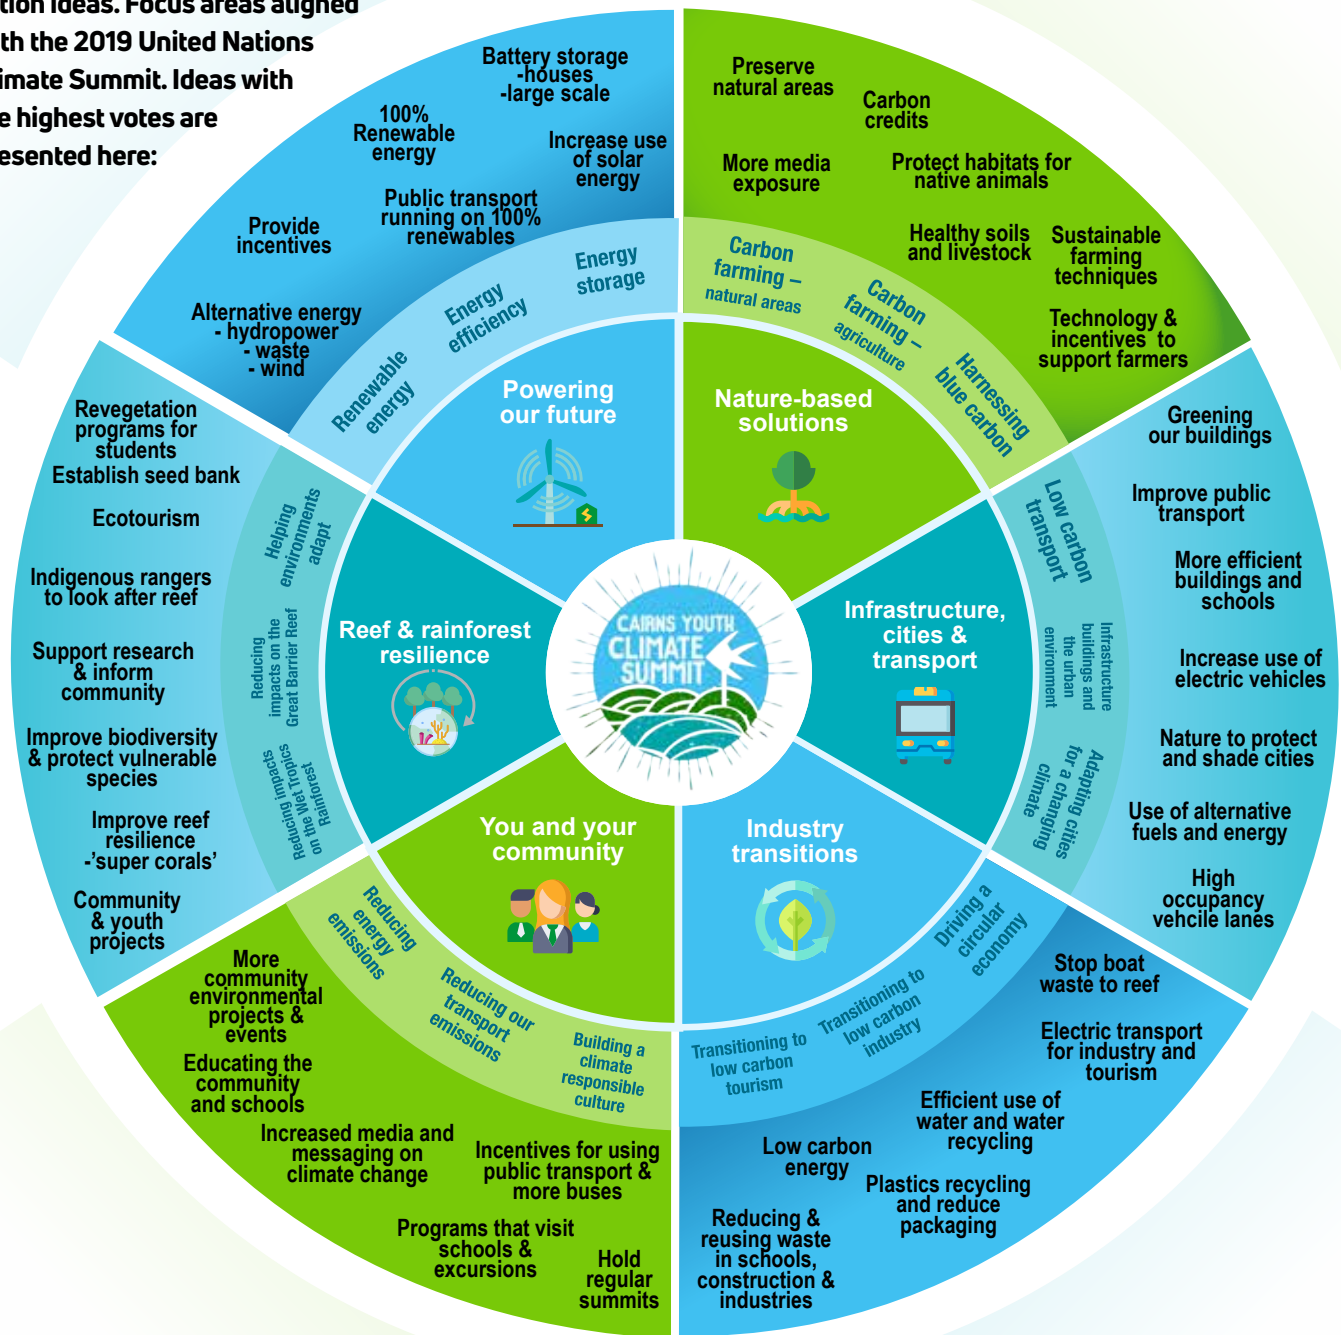 tion ideas. Focus areas aligned
th the 2019 United Nations
imate Summit. Ideas with
e highest votes are
esented here:
Battery storage
-houses
-large scale
100%
Renewable
energy
Increase use
of solar
energy
Public transport
running on 100%
renewables
Provide
incentives
Alternative energy
- hydropower
- waste
- wind
Energy
storage
Energy
efficiency
Renewable
energy
Powering
our future
Preserve
natural areas
Carbon
credits
More media
exposure
Protect habitats for
native animals
Healthy soils
and livestock
Sustainable
farming
techniques
Technology &
incentives to
support farmers
Carbon
farming –
natural areas
Carbon
farming –
agriculture
Harnessing
blue carbon
Nature-based
solutions
Greening
our buildings
Improve public
transport
More efficient
buildings and
schools
Increase use of
electric vehicles
Nature to protect
and shade cities
Use of alternative
fuels and energy
High
occupancy
vehcile lanes
Low carbon
transport
Infrastructure
buildings and
the urban
environment
Adapting cities
for a changing
climate
Infrastructure,
cities &
transport
Revegetation
programs for
students
Establish seed bank
Ecotourism
Indigenous rangers
to look after reef
Support research
& inform
community
Improve biodiversity
& protect vulnerable
species
Improve reef
resilience
-'super corals'
Community
& youth
projects
Helping
environments
adapt
Reducing
impacts on the
Great Barrier Reef
Reducing impacts
on the Wet Tropics
Rainforest
Reef & rainforest
resilience
CAIRNS YOUTH
CLIMATE
SUMMIT
You and your
community
Reducing
energy
emissions
Reducing our
transport
emissions
Building a
climate
responsible
culture
More
community
environmental
projects &
events
Educating the
community
and schools
Increased media and
messaging on
climate change
Incentives for using
public transport &
more buses
Programs that visit
schools &
excursions
Hold
regular
summits
Industry
transitions
Driving a
circular
economy
Transitioning to
low carbon
industry
Transitioning to
low carbon
tourism
Stop boat
waste to reef
Electric transport
for industry and
tourism
Efficient use of
water and water
recycling
Low carbon
energy
Plastics recycling
and reduce
packaging
Reducing &
reusing waste
in schools,
construction &
industries